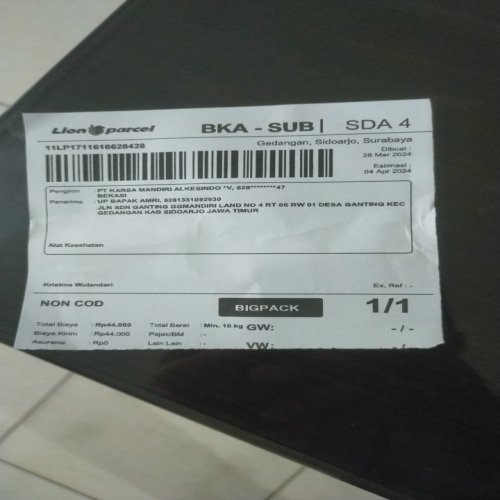 Lion parcel
BKA - SUB | SDA 4
Gedangan, Sidoarjo, Surabaya
11LP1711616628428
Dibuat :
28 Mar 2024
Estimasi :
04 Apr 2024
Pengirim : PT KARSA MANDIRI ALKESINDO *V, 628********47
BEKASI
Penerima : UP BAPAK AMRI, 6281331082930
JLN SDN GANTING OGMANDIRI LAND NO 4 RT 06 RW 01 DESA GANTING KEC
GEDANGAN KAB SIDOARJO JAWA TIMUR
Alat Kesehatan
Kristine Wulandari
Ex. Ref : -
NON COD BIGPACK 1/1
Total Biaya : Rp44.000 Total Berat : Min. 10 kg GW: - / -
Biaya Kirim : Rp44.000 Pajak/BM : -
Asuransi : Rp0 Lain Lain : - VW: - / -